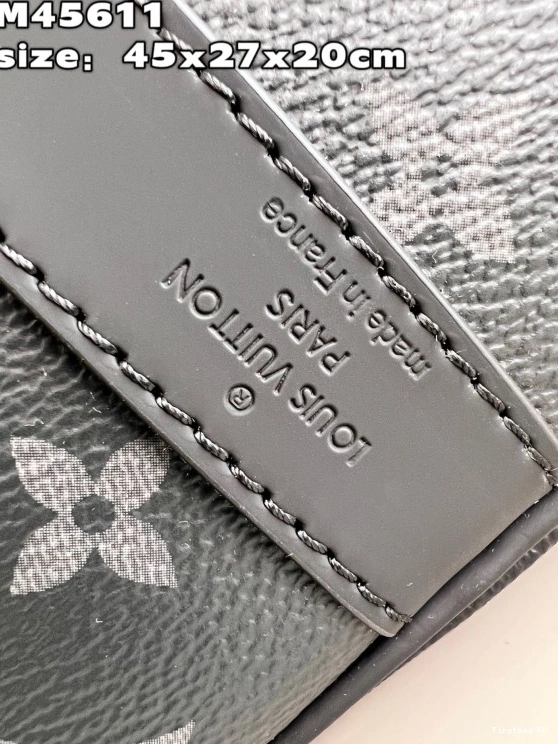 M45611
size： 45x27x20cm
LOUIS VUITTON
®
PARIS
made in France